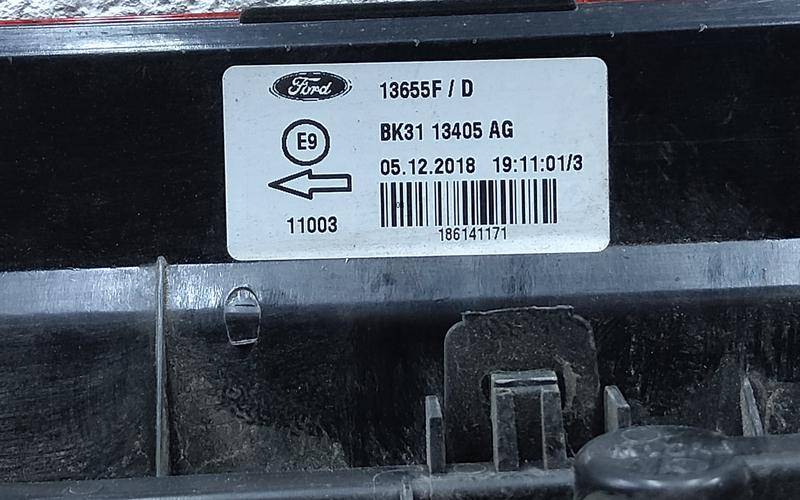 Ford
13655F / D
E9
BK31 13405 AG
05.12.2018 19:11:01/3
11003
186141171